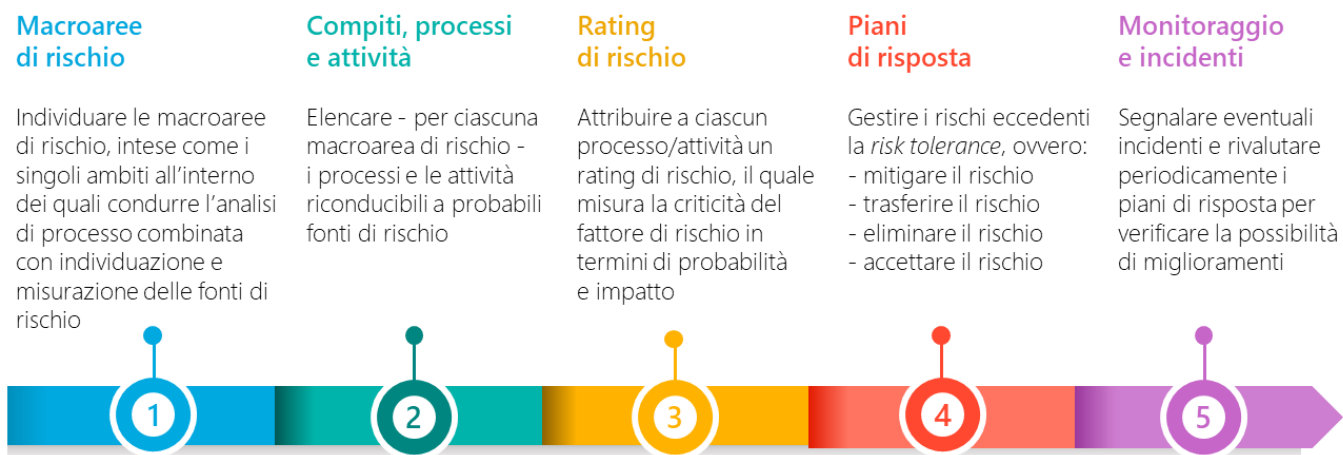 Macroaree
di rischio
Individuare le macroaree
di rischio, intese come i
singoli ambiti all’interno
dei quali condurre l’analisi
di processo combinata
con individuazione e
misurazione delle fonti di
rischio
1
Compiti, processi
e attività
Elencare - per ciascuna
macroarea di rischio -
i processi e le attività
riconducibili a probabili
fonti di rischio
2
Rating
di rischio
Attribuire a ciascun
processo/attività un
rating di rischio, il quale
misura la criticità del
fattore di rischio in
termini di probabilità
e impatto
3
Piani
di risposta
Gestire i rischi eccedenti
la risk tolerance, ovvero:
- mitigare il rischio
- trasferire il rischio
- eliminare il rischio
- accettare il rischio
4
Monitoraggio
e incidenti
Segnalare eventuali
incidenti e rivalutare
periodicamente i
piani di risposta per
verificare la possibilità
di miglioramenti
5